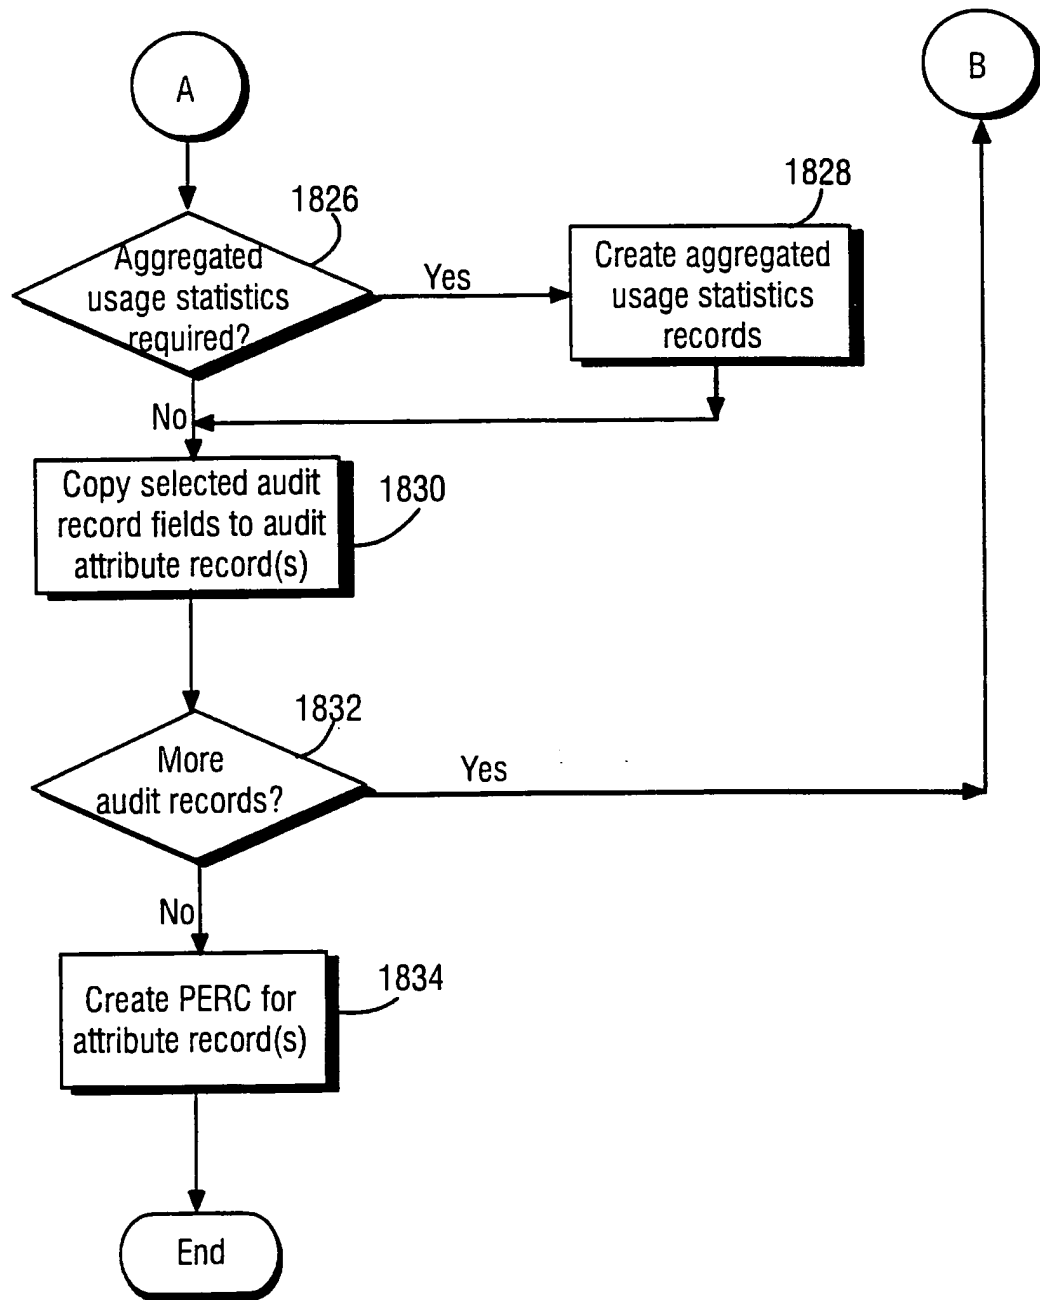 A
B
1826
1828
Aggregated
usage statistics
required?
Yes
Create aggregated
usage statistics
records
No
Copy selected audit
record fields to audit
attribute record(s)
1830
1832
More
audit records?
Yes
No
1834
Create PERC for
attribute record(s)
End